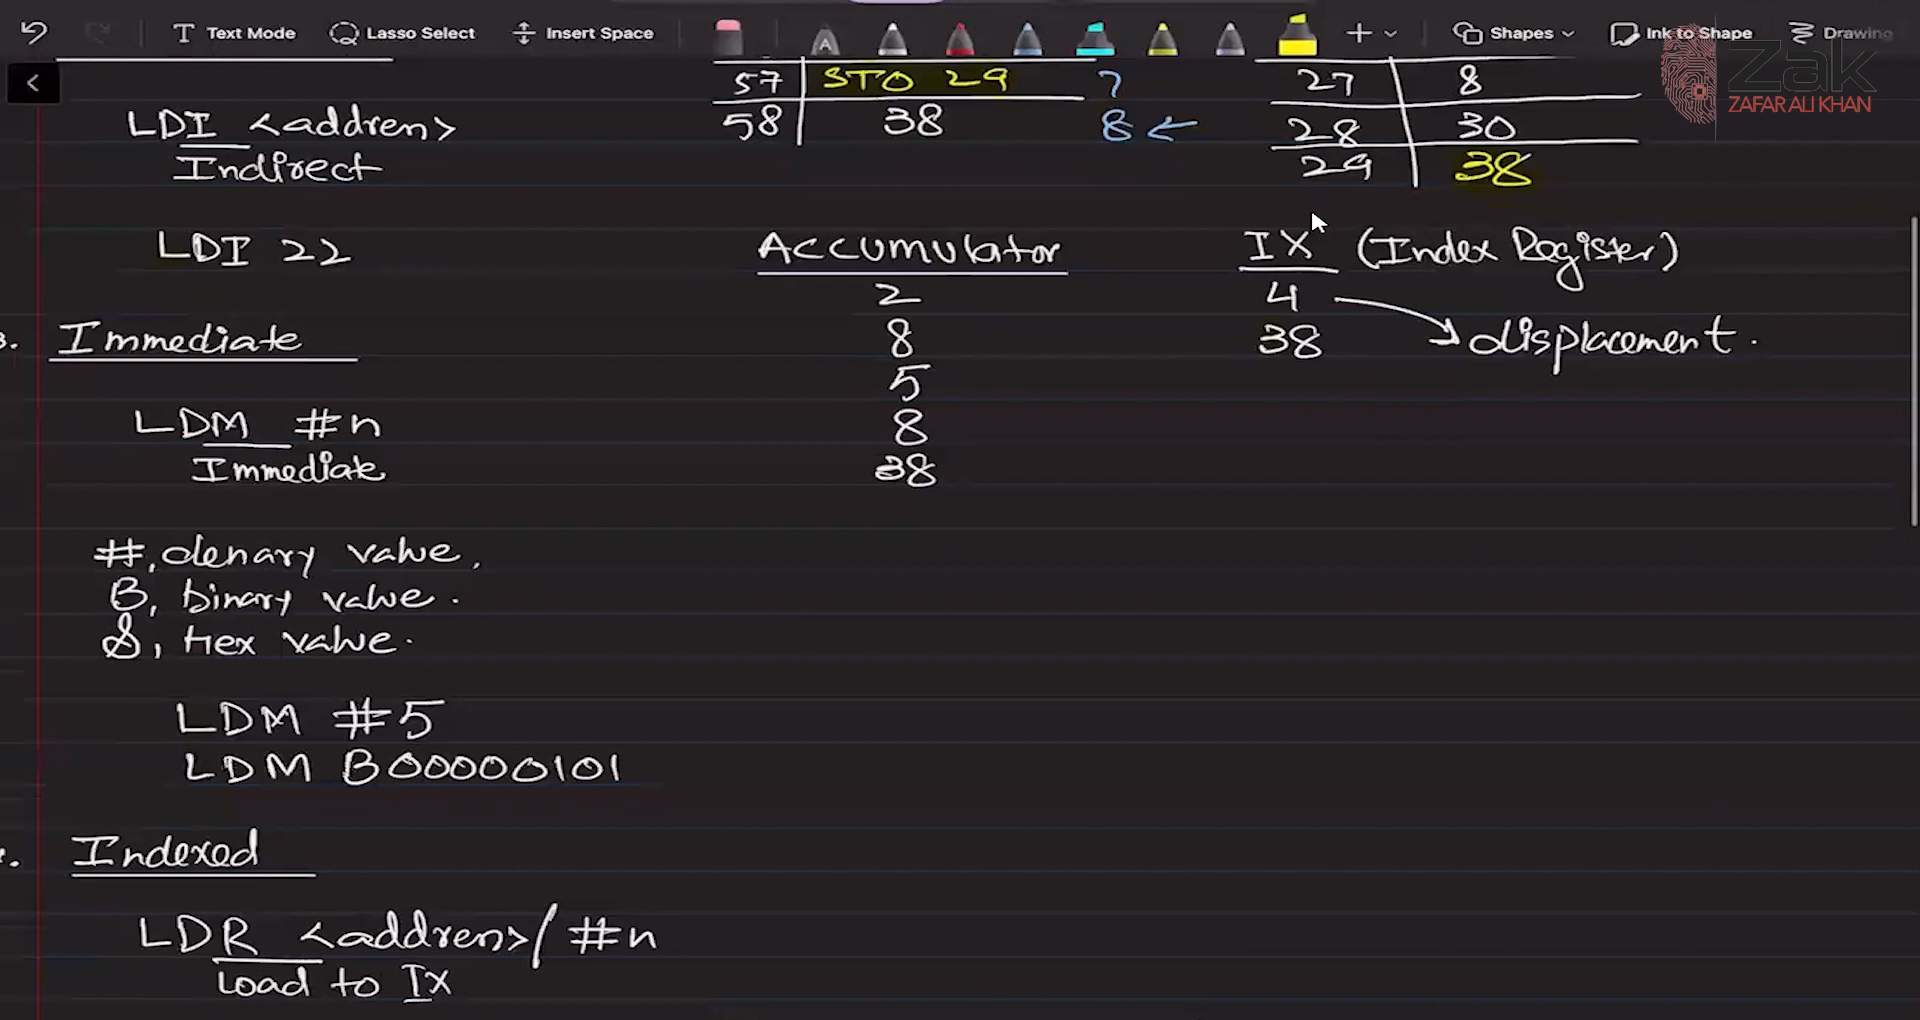 Text Mode Lasso Select Insert Space Shapes Ink to Shape Drawing
Zak
ZAFAR ALI KHAN
57 STO 29 7 27 8
LDI <address> 58 38 8 ← 28 30
Indirect 29 38
LDI 22 Accumulator IX (Index Register)
2 4 → displacement.
3. Immediate 8 38
5
LDM #n 8
Immediate 38
#, denary value.
B, binary value.
&, Hex value.
LDM #5
LDM B00000101
Indexed
LDR <address>/#n
Load to IX